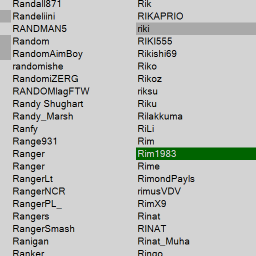 Randall871
Randeliini
RANDMAN5
Random
RandomAimBoy
randomishe
RandomiZERG
RANDOMlagFTW
Randy Shughart
Randy_Marsh
Ranfy
Range931
Ranger
Ranger
RangerLt
RangerNCR
RangerPL_
Rangers
RangerSmash
Ranigan
Ranker
Rik
RIKAPRIO
riki
RIKI555
Rikishi69
Riko
Rikoz
riksu
Riku
Rilakkuma
RiLi
Rim
Rim1983
Rime
RimondPayls
rimusVDV
RimX9
Rinat
RINAT
Rinat_Muha
Ringo